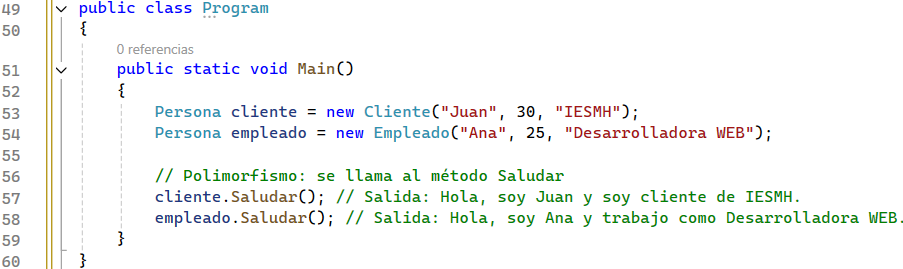 49 public class Program
50 {
0 referencias
51 public static void Main()
52 {
53 Persona cliente = new Cliente("Juan", 30, "IESMH");
54 Persona empleado = new Empleado("Ana", 25, "Desarrolladora WEB");
55
56 // Polimorfismo: se llama al método Saludar
57 cliente.Saludar(); // Salida: Hola, soy Juan y soy cliente de IESMH.
58 empleado.Saludar(); // Salida: Hola, soy Ana y trabajo como Desarrolladora WEB.
59 }
60 }